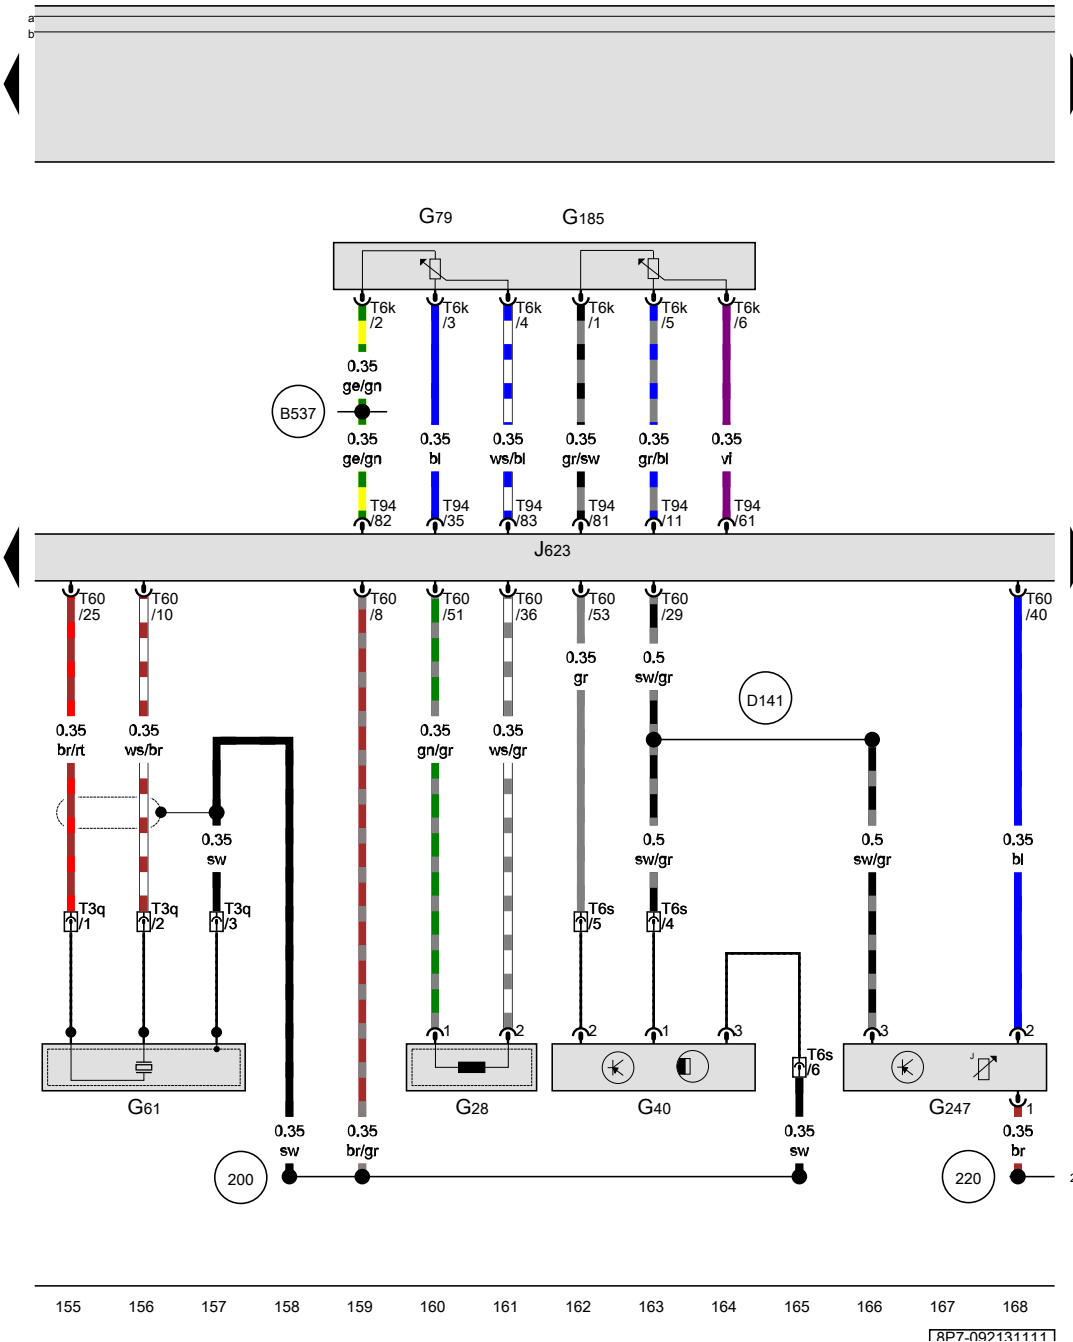 a
b
G79 G185
T6k T6k T6k T6k T6k T6k
/2 /3 /4 /1 /5 /6
0.35
ge/gn
B537
0.35 0.35 0.35 0.35 0.35 0.35
ge/gn bl ws/bl gr/sw gr/bl vi
T94 T94 T94 T94 T94 T94
/82 /35 /83 /81 /11 /61
J623
T60 T60 T60 T60 T60 T60 T60 T60
/25 /10 /8 /51 /36 /53 /29 /40
0.35 0.5
gr sw/gr
D141
0.35 0.35 0.35 0.35
br/rt ws/br gn/gr ws/gr
0.35 0.5 0.5 0.35
sw sw/gr sw/gr bl
T3q T3q T3q T6s T6s
/1 /2 /3 /5 /4
1 2 2 1 3 3 2
T6s
/6
J
G61 G28 G40 G247 1
0.35 0.35 0.35 0.35
sw br/gr sw br
200 220
155 156 157 158 159 160 161 162 163 164 165 166 167 168
8P7-092131111